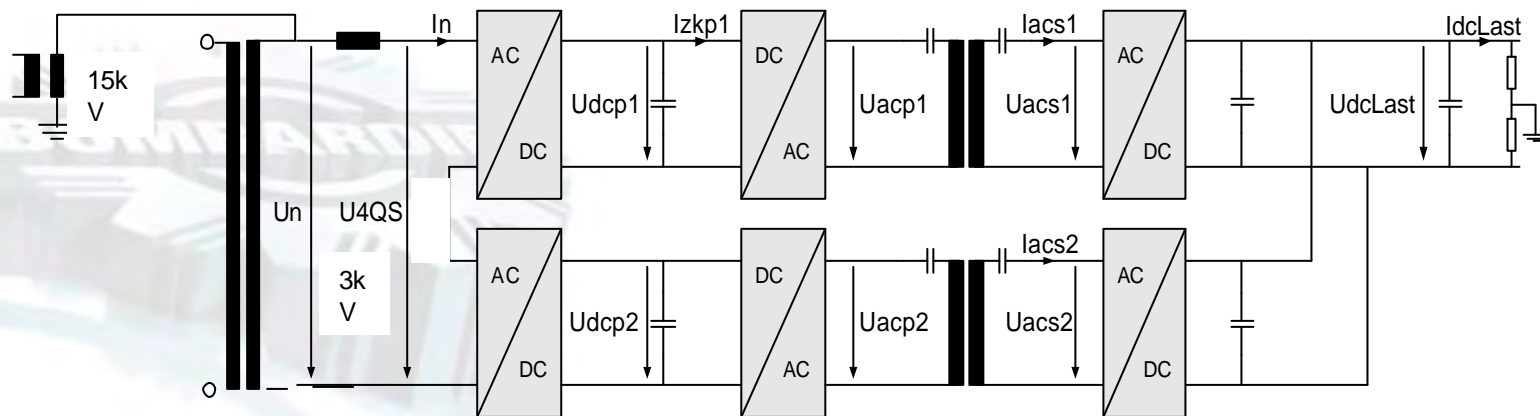 15k
V
Un
U4QS
3k
V
In
AC
DC
Udcp1
Izkp1
DC
AC
Uacp1
Iacs1
Uacs1
AC
DC
UdcLast
IdcLast
AC
DC
Udcp2
DC
AC
Uacp2
Iacs2
Uacs2
AC
DC
BOMBARDIER